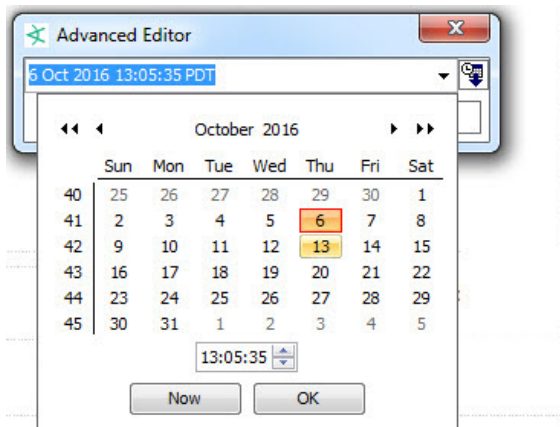 Advanced Editor
6 Oct 2016 13:05:35 PDT
October 2016
Sun Mon Tue Wed Thu Fri Sat
40 25 26 27 28 29 30 1
41 2 3 4 5 6 7 8
42 9 10 11 12 13 14 15
43 16 17 18 19 20 21 22
44 23 24 25 26 27 28 29
45 30 31 1 2 3 4 5
13:05:35
Now OK